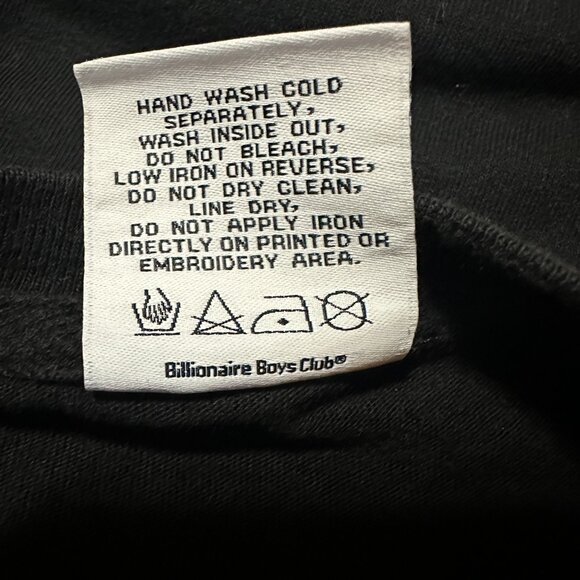 HAND WASH COLD
SEPARATELY,
WASH INSIDE OUT,
DO NOT BLEACH,
LOW IRON ON REVERSE,
DO NOT DRY CLEAN,
LINE DRY,
DO NOT APPLY IRON
DIRECTLY ON PRINTED OR
EMBROIDERY AREA.
Billionaire Boys Club®